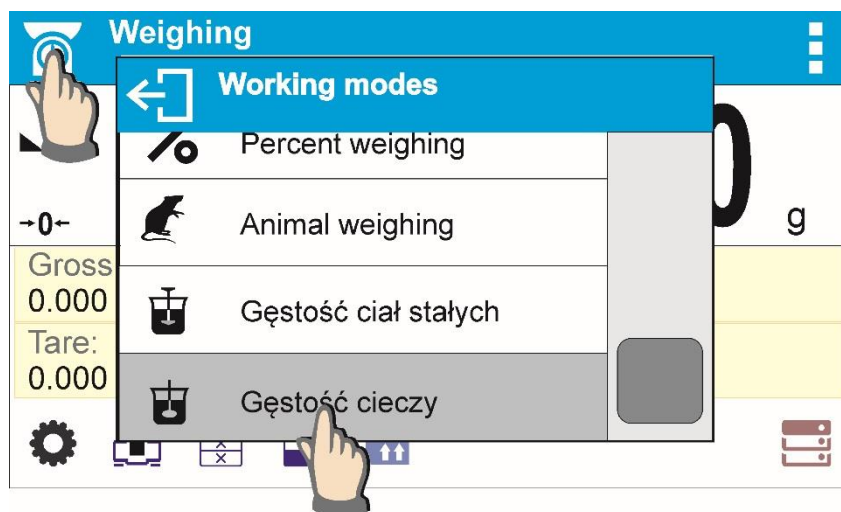 Weighing
Working modes
Percent weighing
Animal weighing
→0←
0 g
Gęstość ciał stałych
Gross
0.000
Tare:
0.000
Gęstość cieczy